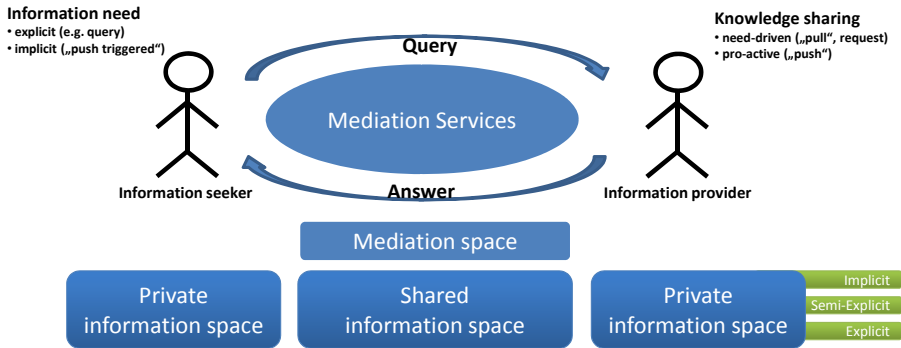 Information need
• explicit (e.g. query)
• implicit („push triggered“)
Knowledge sharing
• need-driven („pull“, request)
• pro-active („push“)
Query
Mediation Services
Answer
Information seeker
Information provider
Mediation space
Private
information space
Shared
information space
Private
information space
Implicit
Semi-Explicit
Explicit